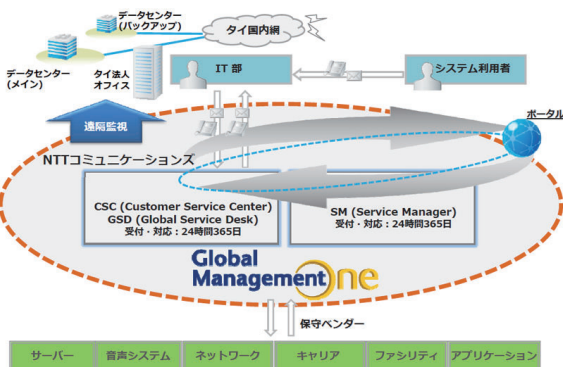 データセンター
(バックアップ)
タイ国内網
データセンター
(メイン)
タイ法人
オフィス
IT 部
システム利用者
遠隔監視
ポータル
NTTコミュニケーションズ
CSC (Customer Service Center)
GSD (Global Service Desk)
受付・対応：24時間365日
SM (Service Manager)
受付・対応：24時間365日
Global
Management One
保守ベンダー
サーバー
音声システム
ネットワーク
キャリア
ファシリティ
アプリケーション